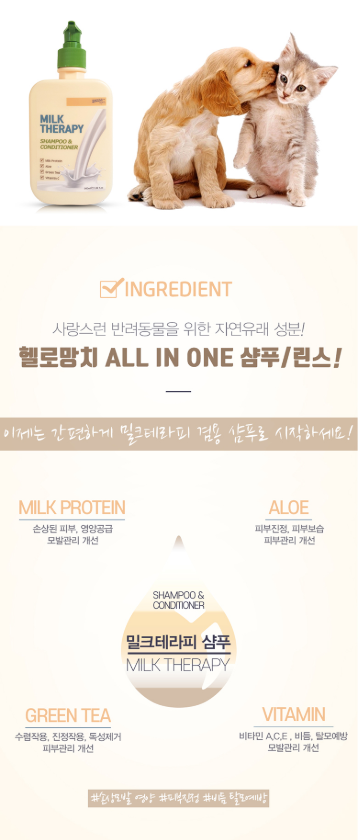 MILK
THERAPY
SHAMPOO &
CONDITIONER
INGREDIENT
사랑스런 반려동물을 위한 자연유래 성분!
헬로망치 ALL IN ONE 샴푸/린스!
이제는 간편하게 밀크테라피 겸용 샴푸로 시작하세요!
MILK PROTEIN
손상된 피부, 영양공급
모발관리 개선
ALOE
피부진정, 피부보습
피부관리 개선
SHAMPOO &
CONDITIONER
밀크테라피 샴푸
MILK THERAPY
GREEN TEA
수렴작용, 진정작용, 독성제거
피부관리 개선
VITAMIN
비타민 A,C,E , 비듬, 탈모예방
모발관리 개선
#손상모발 영양 #피부진정 #비듬 탈모예방